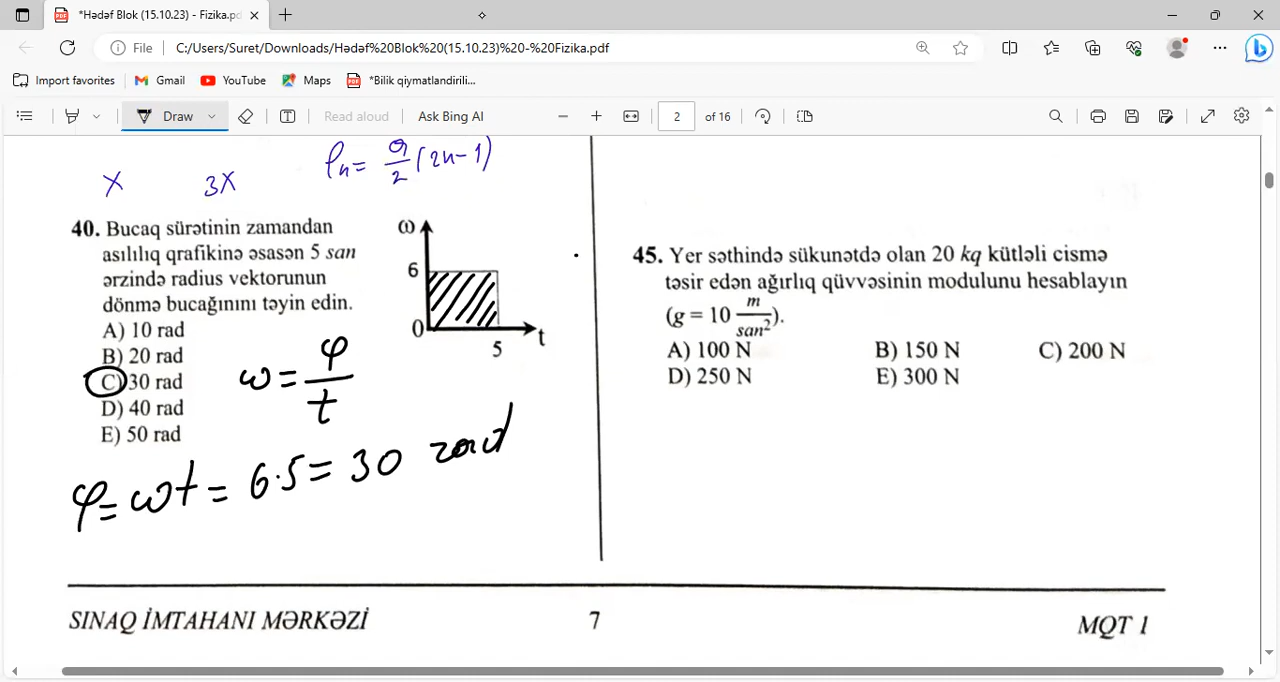 *Hədəf Blok (15.10.23) - Fizika.pd
File C:/Users/Suret/Downloads/Hədəf%20Blok%20(15.10.23)%20-%20Fizika.pdf
Import favorites Gmail YouTube Maps *Bilik qiymatlandirili...
Draw Read aloud Ask Bing AI 2 of 16
X 3X ℓn= g/2 (2n-1)
40. Bucaq sürətinin zamandan
asılılıq qrafikinə əsasən 5 san
ərzində radius vektorunun
dönmə bucağınını təyin edin.
A) 10 rad
B) 20 rad
C) 30 rad
D) 40 rad
E) 50 rad
ω
6
0
5
t
ω = φ/t
φ = ωt = 6·5 = 30 rad
45. Yer səthində sükunətdə olan 20 kq kütləli cismə
təsir edən ağırlıq qüvvəsinin modulunu hesablayın
(g = 10 m/san²).
A) 100 N B) 150 N C) 200 N
D) 250 N E) 300 N
SINAQ İMTAHANI MƏRKƏZİ 7 MQT 1